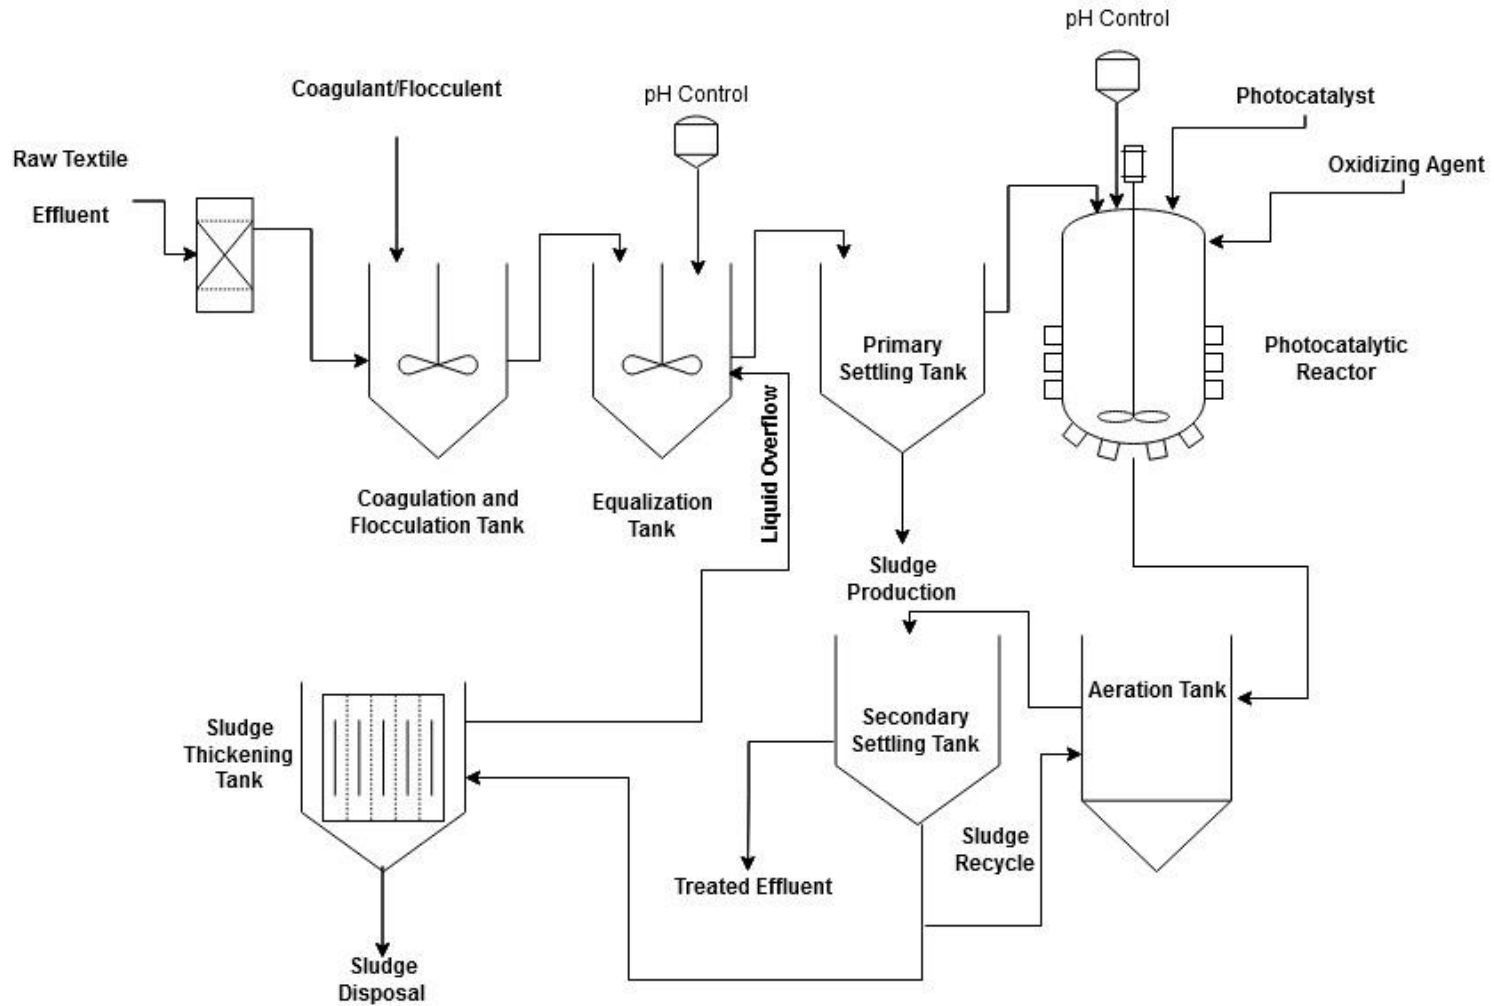 pH Control
Coagulant/Flocculent
pH Control
Photocatalyst
Raw Textile
Effluent
Oxidizing Agent
Primary
Settling Tank
Photocatalytic
Reactor
Liquid Overflow
Coagulation and
Flocculation Tank
Equalization
Tank
Sludge
Production
Aeration Tank
Sludge
Thickening
Tank
Secondary
Settling Tank
Sludge
Recycle
Treated Effluent
Sludge
Disposal